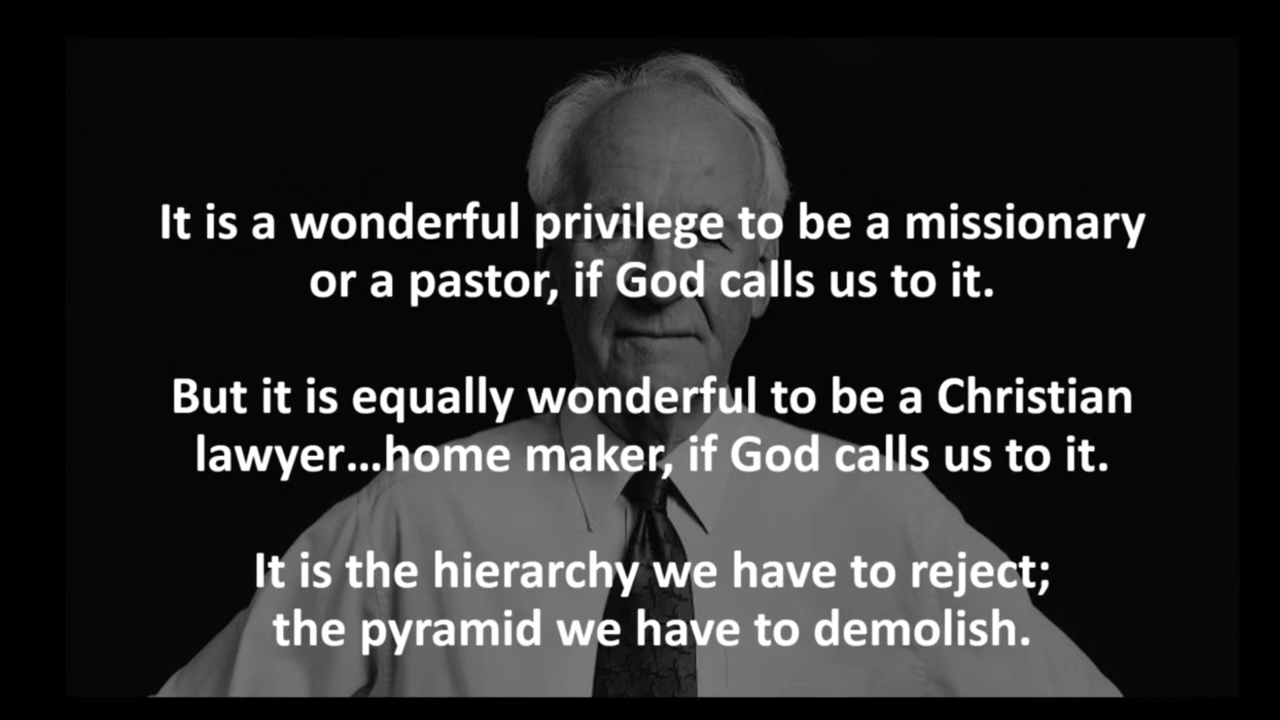 It is a wonderful privilege to be a missionary
or a pastor, if God calls us to it.
But it is equally wonderful to be a Christian
lawyer...home maker, if God calls us to it.
It is the hierarchy we have to reject;
the pyramid we have to demolish.